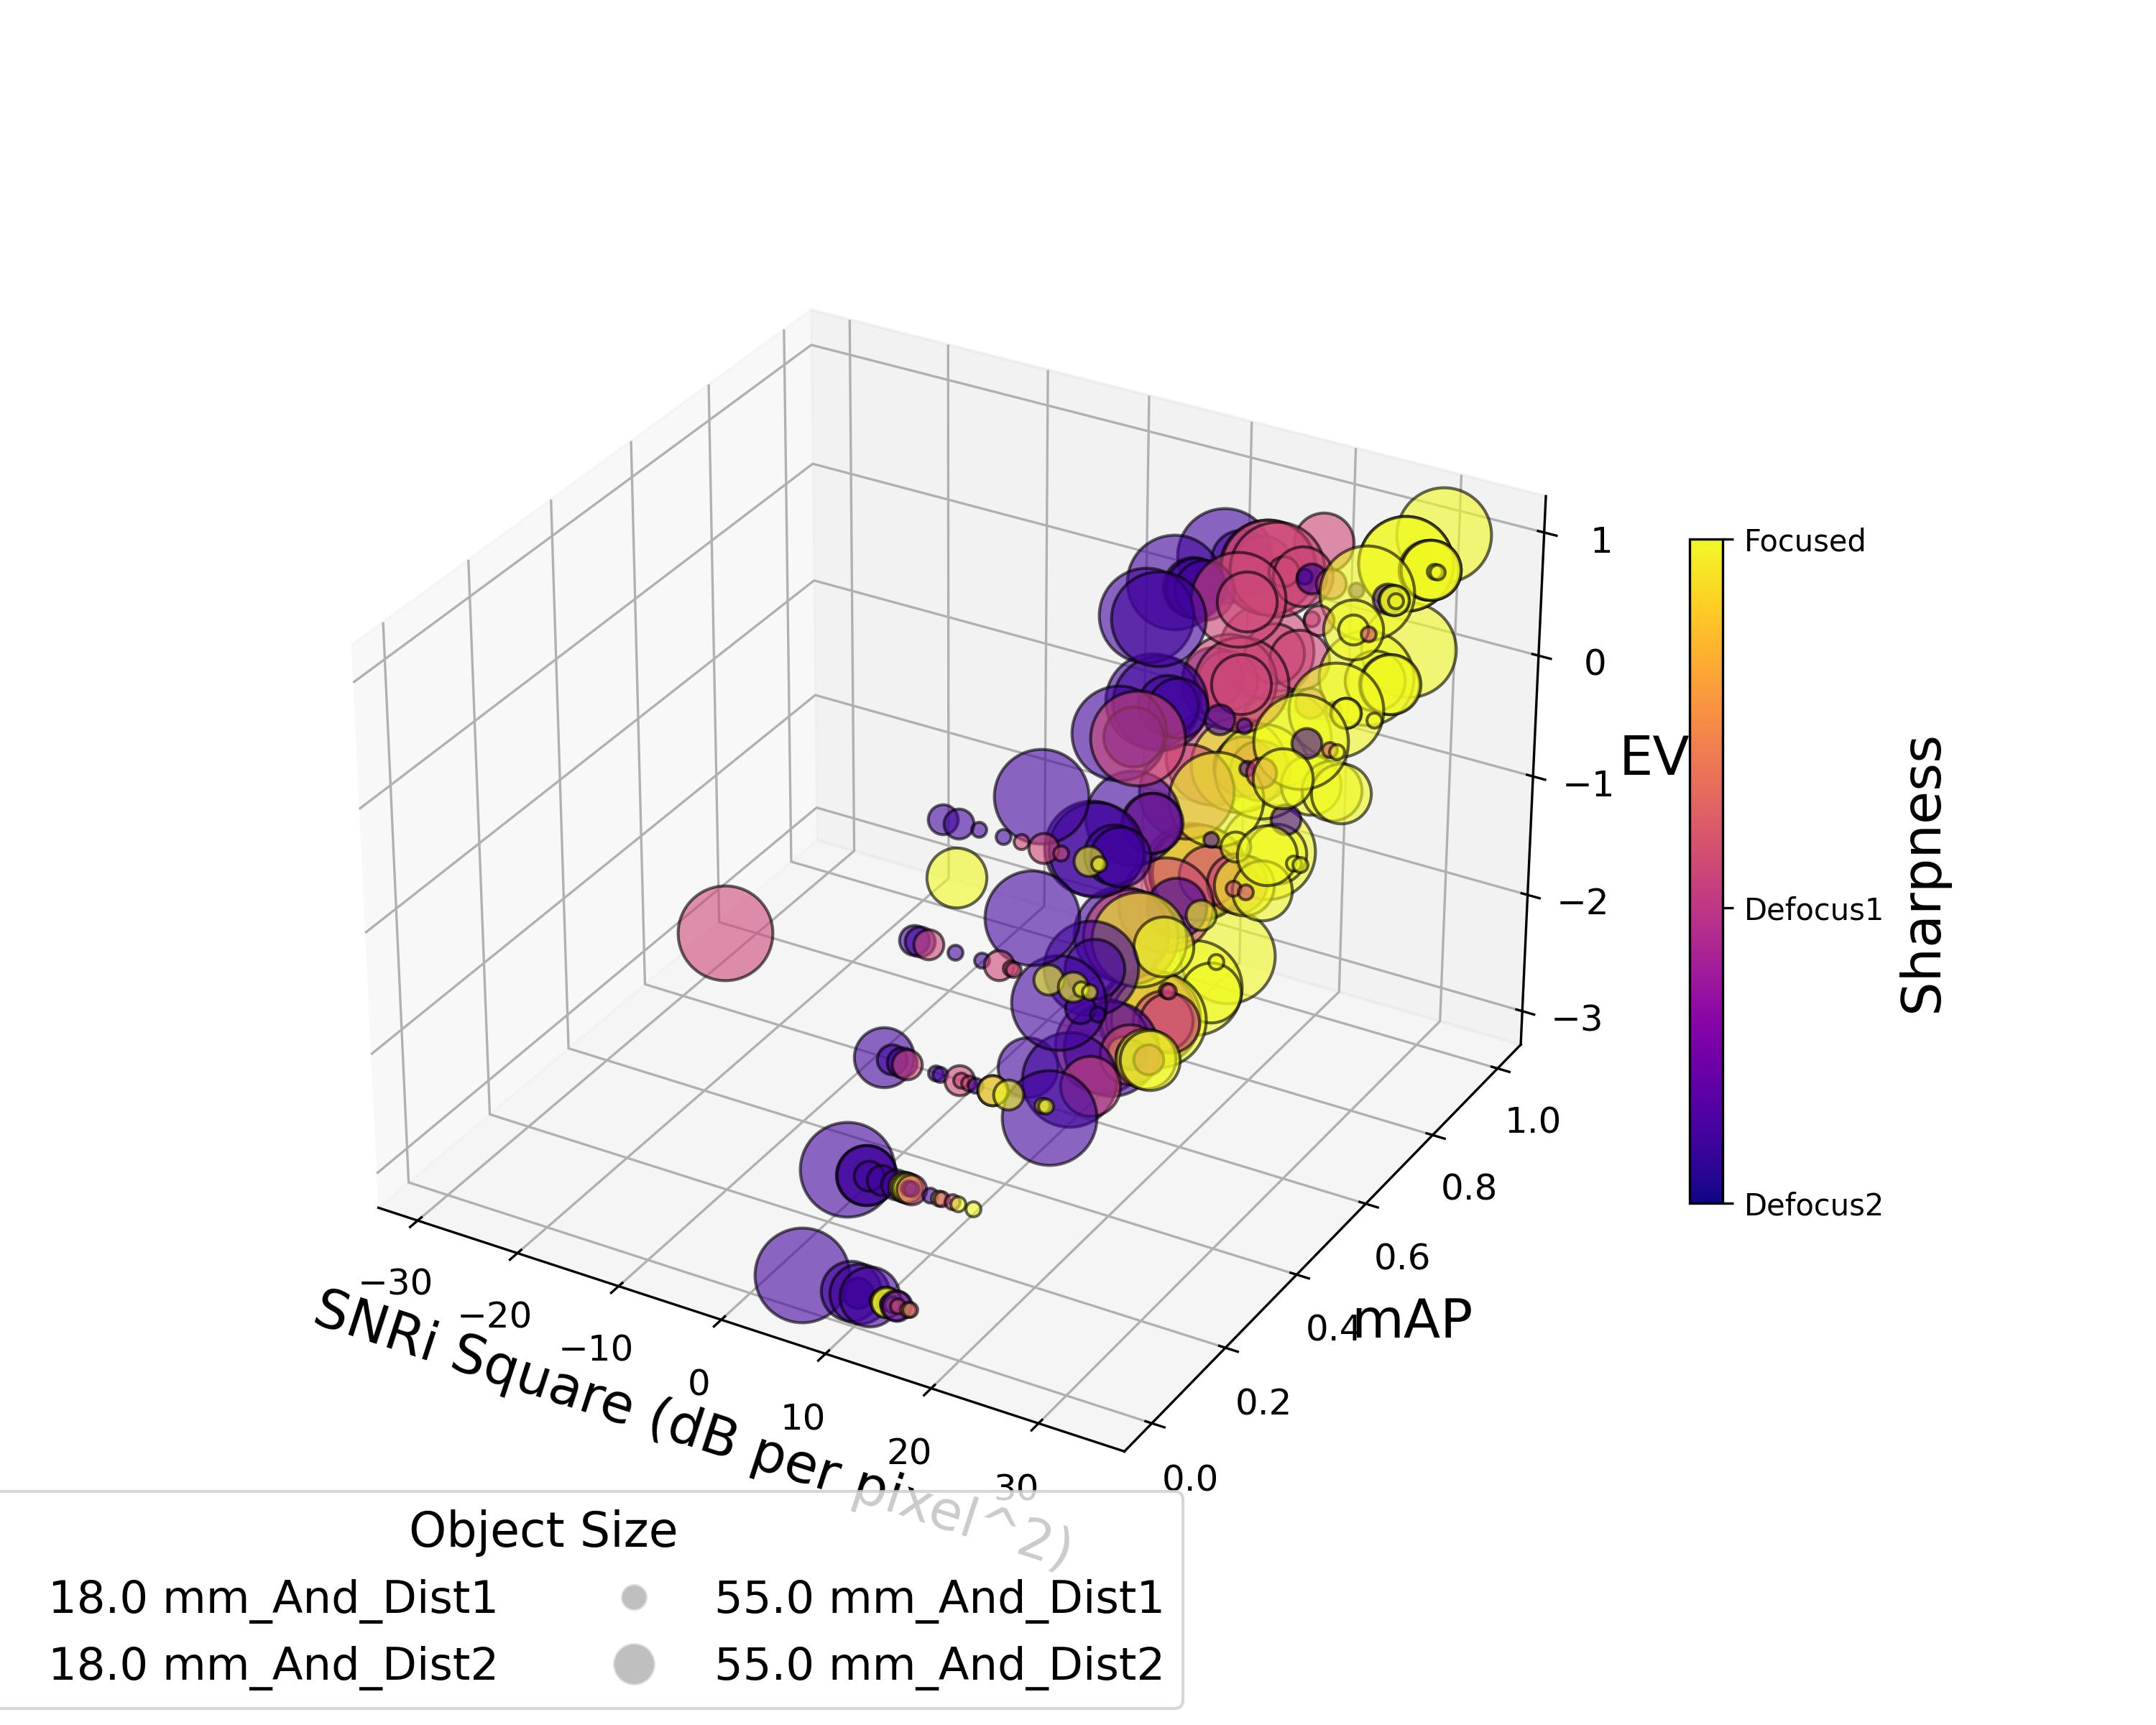 1
0
−1
−2
−3
EV
1.0
0.8
0.6
0.4
0.2
0.0
mAP
−30
−20
−10
0
10
20
30
SNRi Square (dB per pixel^2)
Focused
Defocus1
Defocus2
Sharpness
Object Size
18.0 mm_And_Dist1
55.0 mm_And_Dist1
18.0 mm_And_Dist2
55.0 mm_And_Dist2